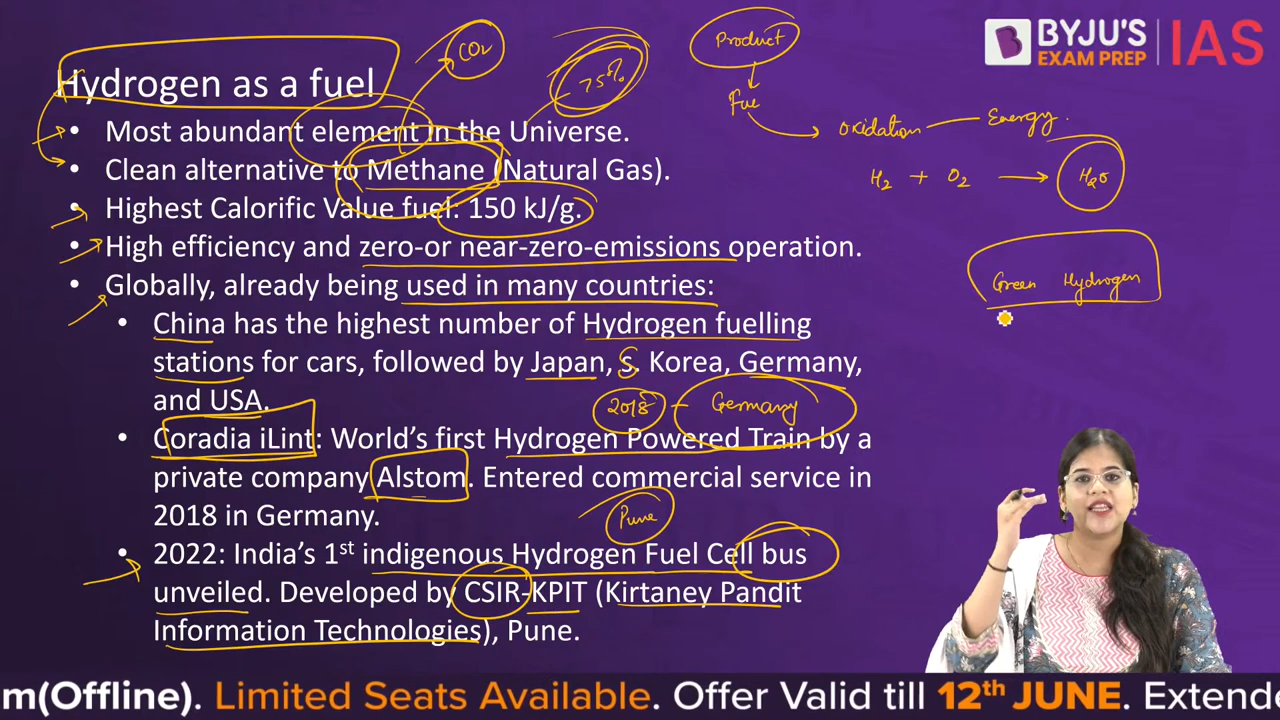 Hydrogen as a fuel
• Most abundant element in the Universe.
• Clean alternative to Methane (Natural Gas).
• Highest Calorific Value fuel: 150 kJ/g.
• High efficiency and zero-or near-zero-emissions operation.
• Globally, already being used in many countries:
• China has the highest number of Hydrogen fuelling
stations for cars, followed by Japan, S. Korea, Germany,
and USA.
• Coradia iLint: World's first Hydrogen Powered Train by a
private company Alstom. Entered commercial service in
2018 in Germany.
• 2022: India's 1st indigenous Hydrogen Fuel Cell bus
unveiled. Developed by CSIR-KPIT (Kirtaney Pandit
Information Technologies), Pune.
CO2
75%
Product
Fue
Oxidation — Energy.
H2 + O2 → H2O
Green Hydrogen
2018 - Germany
Pune
BYJU'S
EXAM PREP
IAS
m(Offline). Limited Seats Available. Offer Valid till 12th JUNE. Extende